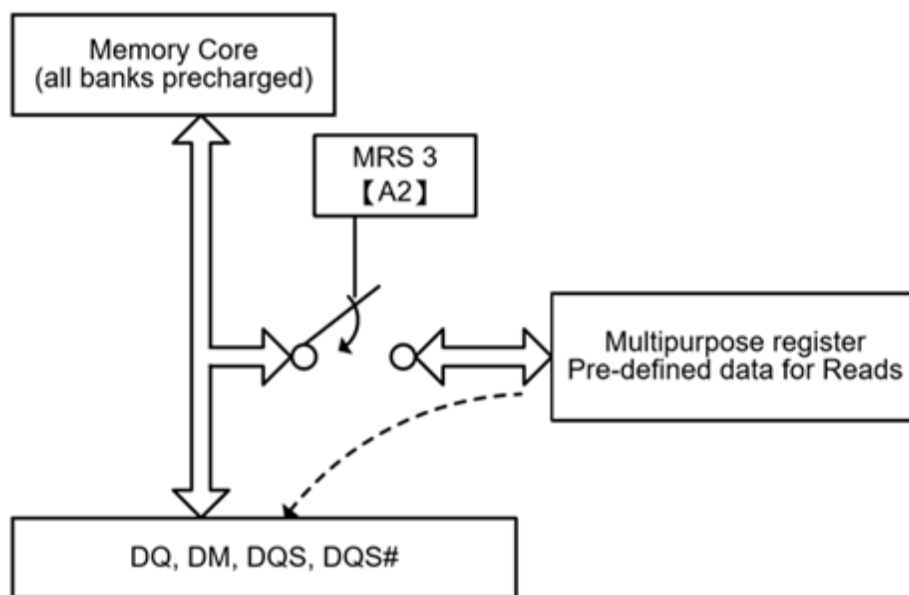 Memory Core
(all banks precharged)
MRS 3
【A2】
Multipurpose register
Pre-defined data for Reads
DQ, DM, DQS, DQS#